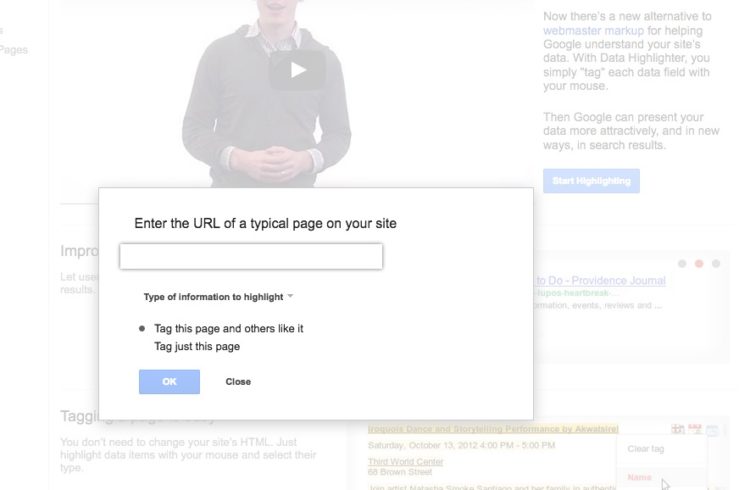 Now there's a new alternative to
webmaster markup for helping
Google understand your site's
data. With Data Highlighter, you
simply "tag" each data field with
your mouse.
Then Google can present your
data more attractively, and in new
ways, in search results.
Start Highlighting
Pages
Enter the URL of a typical page on your site
Type of information to highlight
Tag this page and others like it
Tag just this page
OK
Close
Impro
Let use
results.
to Do - Providence Journal
-lupos-heartbreak-...
ormation, events, reviews and ...
Tagging a page is easy
You don't need to change your site's HTML. Just
highlight data items with your mouse and select their
type.
Iroquois Dance and Storytelling Performance by Akwalsirei
Saturday, October 13, 2012 4:00 PM - 5:00 PM
Third World Center
68 Brown Street
Join artist Natasha Smoke Santiago and her family in authenti
Clear tag
Name